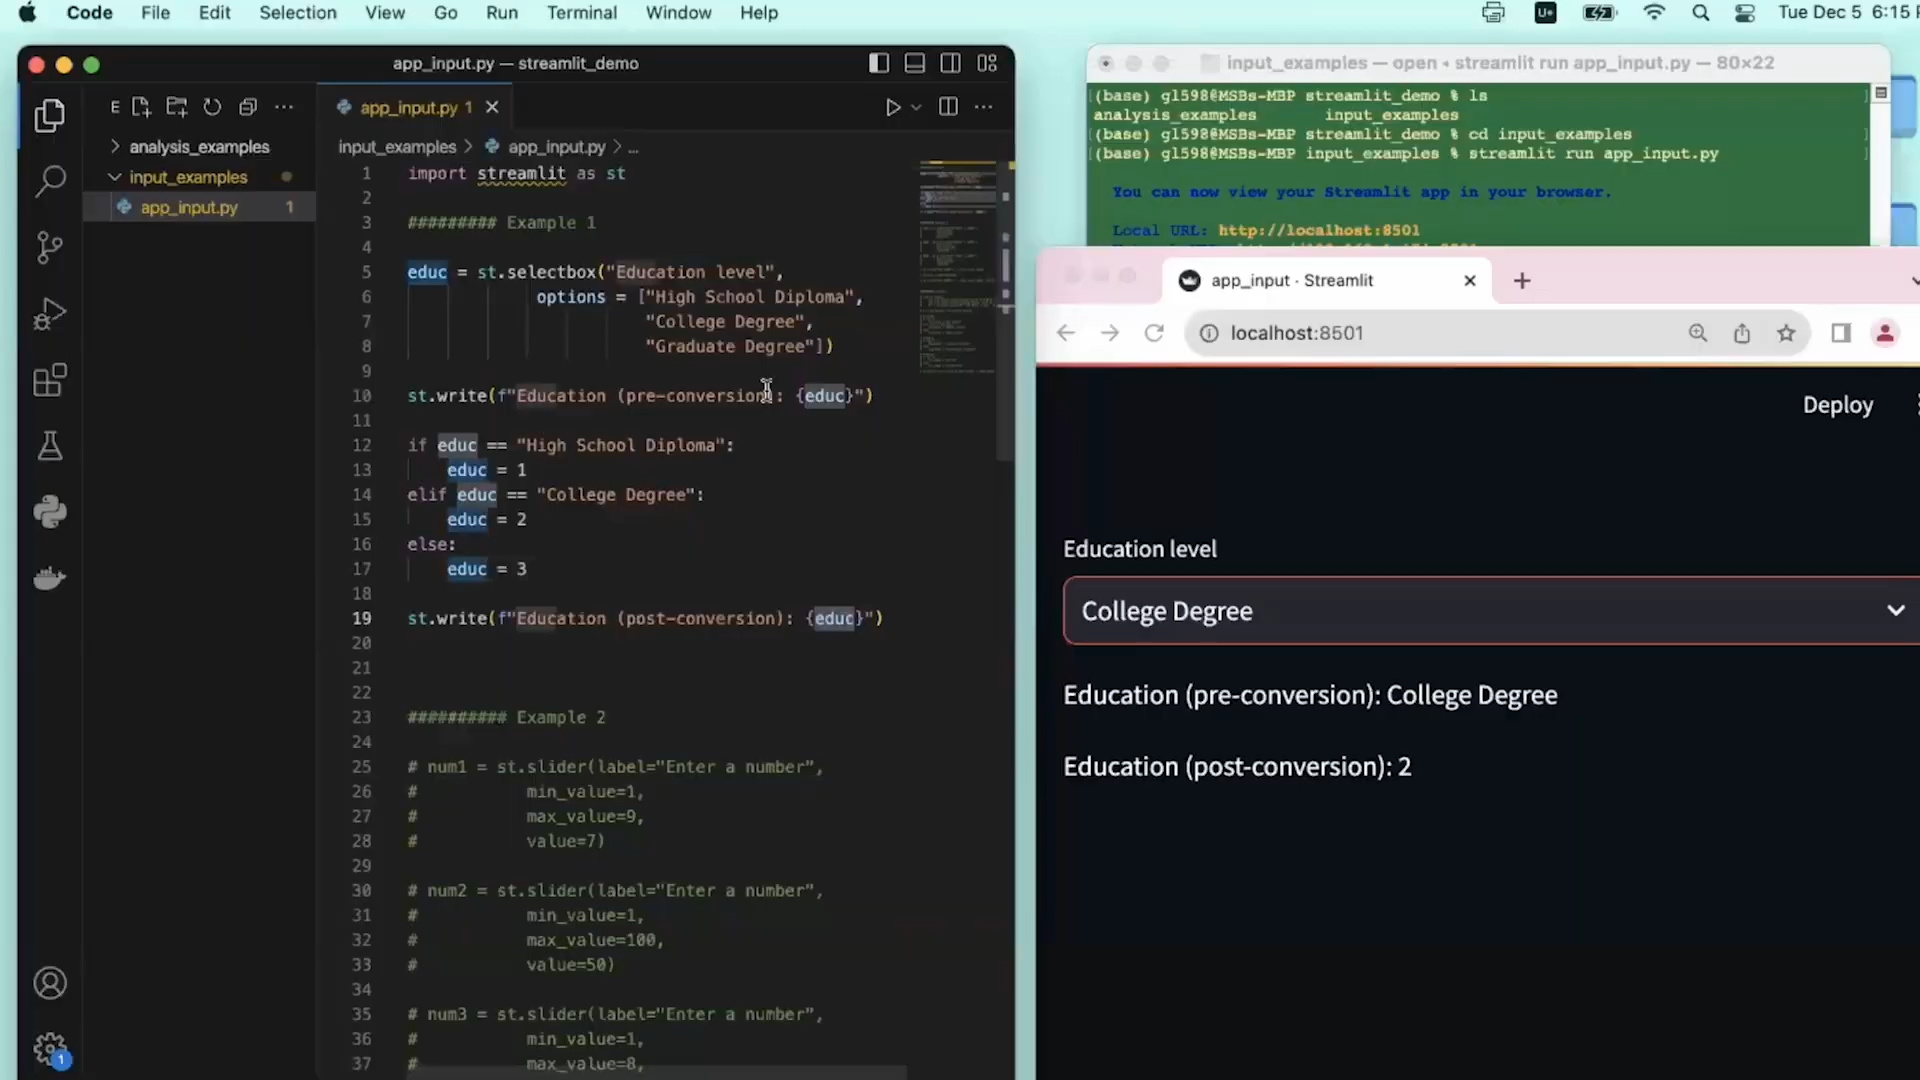 Code File Edit Selection View Go Run Terminal Window Help
Tue Dec 5 6:15
app_input.py — streamlit_demo
E
app_input.py 1
analysis_examples
input_examples
app_input.py 1
input_examples > app_input.py > ...
1 import streamlit as st
2
3 ######### Example 1
4
5 educ = st.selectbox("Education level",
6 options = ["High School Diploma",
7 "College Degree",
8 "Graduate Degree"])
9
10 st.write(f"Education (pre-conversion): {educ}")
11
12 if educ == "High School Diploma":
13 educ = 1
14 elif educ == "College Degree":
15 educ = 2
16 else:
17 educ = 3
18
19 st.write(f"Education (post-conversion): {educ}")
20
21
22
23 ########## Example 2
24
25 # num1 = st.slider(label="Enter a number",
26 # min_value=1,
27 # max_value=9,
28 # value=7)
29
30 # num2 = st.slider(label="Enter a number",
31 # min_value=1,
32 # max_value=100,
33 # value=50)
34
35 # num3 = st.slider(label="Enter a number",
36 # min_value=1,
37 # max_value=8,
1
input_examples — open • streamlit run app_input.py — 80×22
[(base) gl598@MSBs-MBP streamlit_demo % ls ]
analysis_examples input_examples
[(base) gl598@MSBs-MBP streamlit_demo % cd input_examples ]
[(base) gl598@MSBs-MBP input_examples % streamlit run app_input.py ]
You can now view your Streamlit app in your browser.
Local URL: http://localhost:8501
app_input · Streamlit
localhost:8501
Deploy
Education level
College Degree
Education (pre-conversion): College Degree
Education (post-conversion): 2